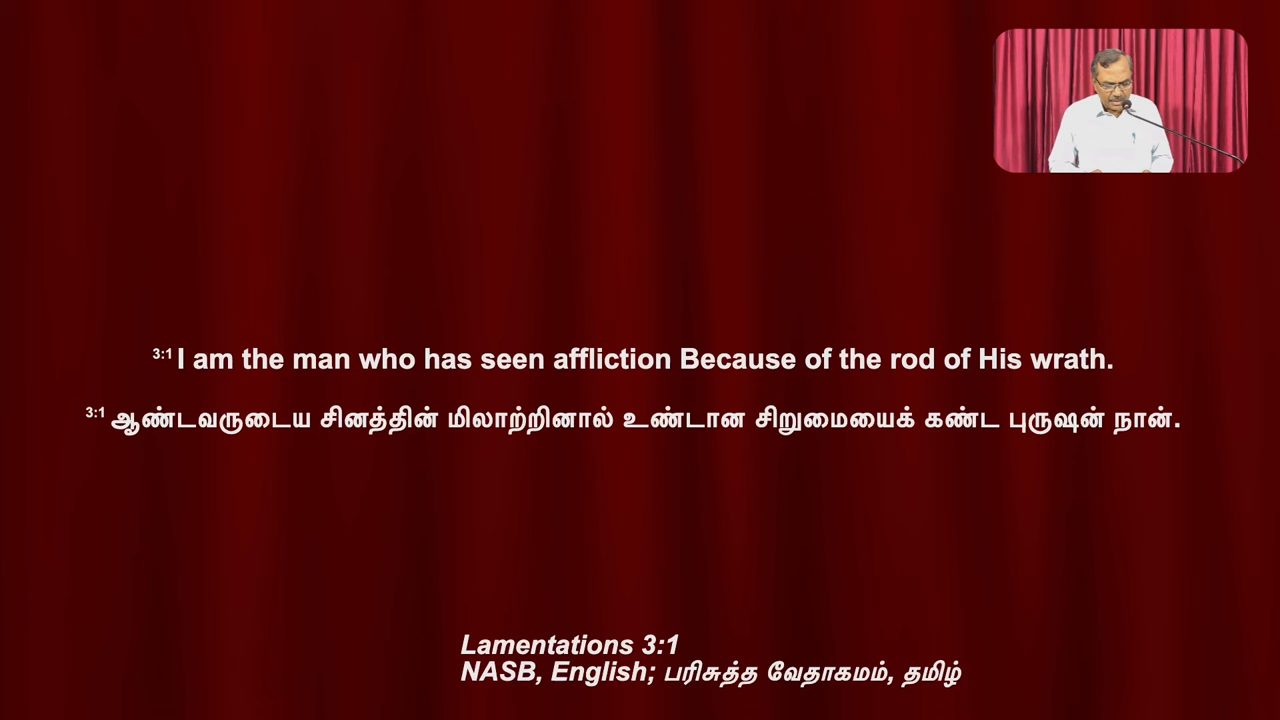 3:1 I am the man who has seen affliction Because of the rod of His wrath.
3:1 ஆண்டவருடைய சினத்தின் மிலாற்றினால் உண்டான சிறுமையைக் கண்ட புருஷன் நான்.
Lamentations 3:1
NASB, English; பரிசுத்த வேதாகமம், தமிழ்